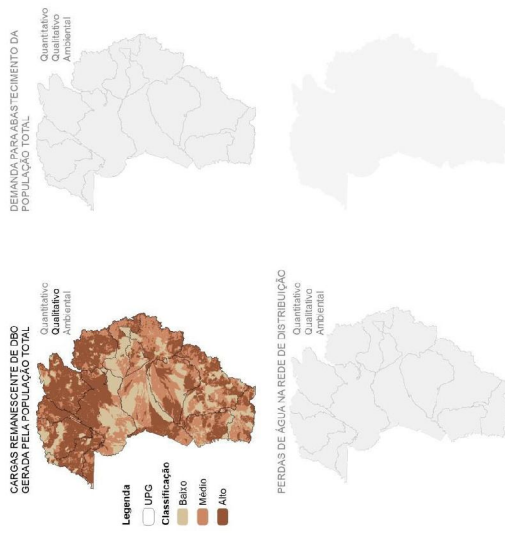 CARGAS REMANESCENTE DE DBO
GERADA PELA POPULAÇÃO TOTAL
Quantitativo
Qualitativo
Ambiental
Legenda
UPG
Classificação
Baixo
Médio
Alto
DEMANDA PARA ABASTECIMENTO DA
POPULAÇÃO TOTAL
Quantitativo
Qualitativo
Ambiental
PERDAS DE ÁGUA NA REDE DE DISTRIBUIÇÃO
Quantitativo
Qualitativo
Ambiental